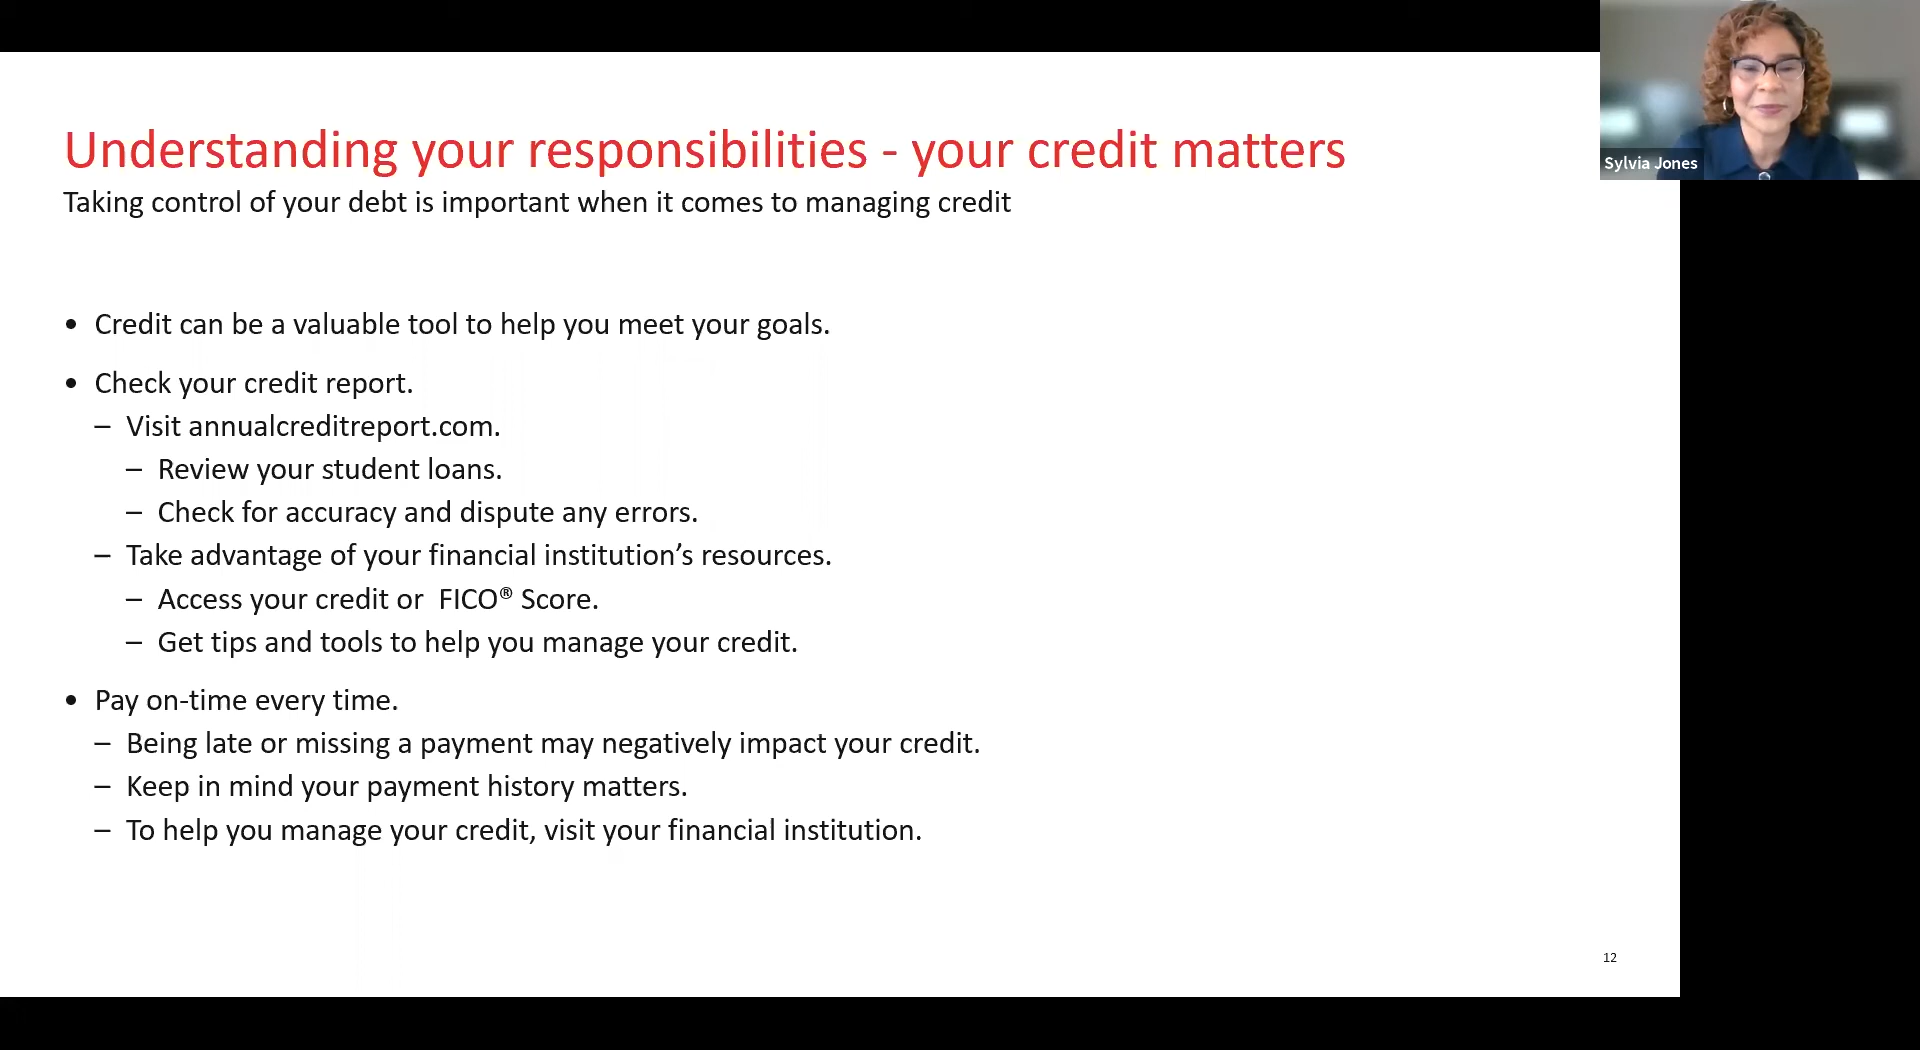 Understanding your responsibilities - your credit matters
Taking control of your debt is important when it comes to managing credit
• Credit can be a valuable tool to help you meet your goals.
• Check your credit report.
– Visit annualcreditreport.com.
– Review your student loans.
– Check for accuracy and dispute any errors.
– Take advantage of your financial institution’s resources.
– Access your credit or  FICO® Score.
– Get tips and tools to help you manage your credit.
• Pay on-time every time.
– Being late or missing a payment may negatively impact your credit.
– Keep in mind your payment history matters.
– To help you manage your credit, visit your financial institution.
12
Sylvia Jones